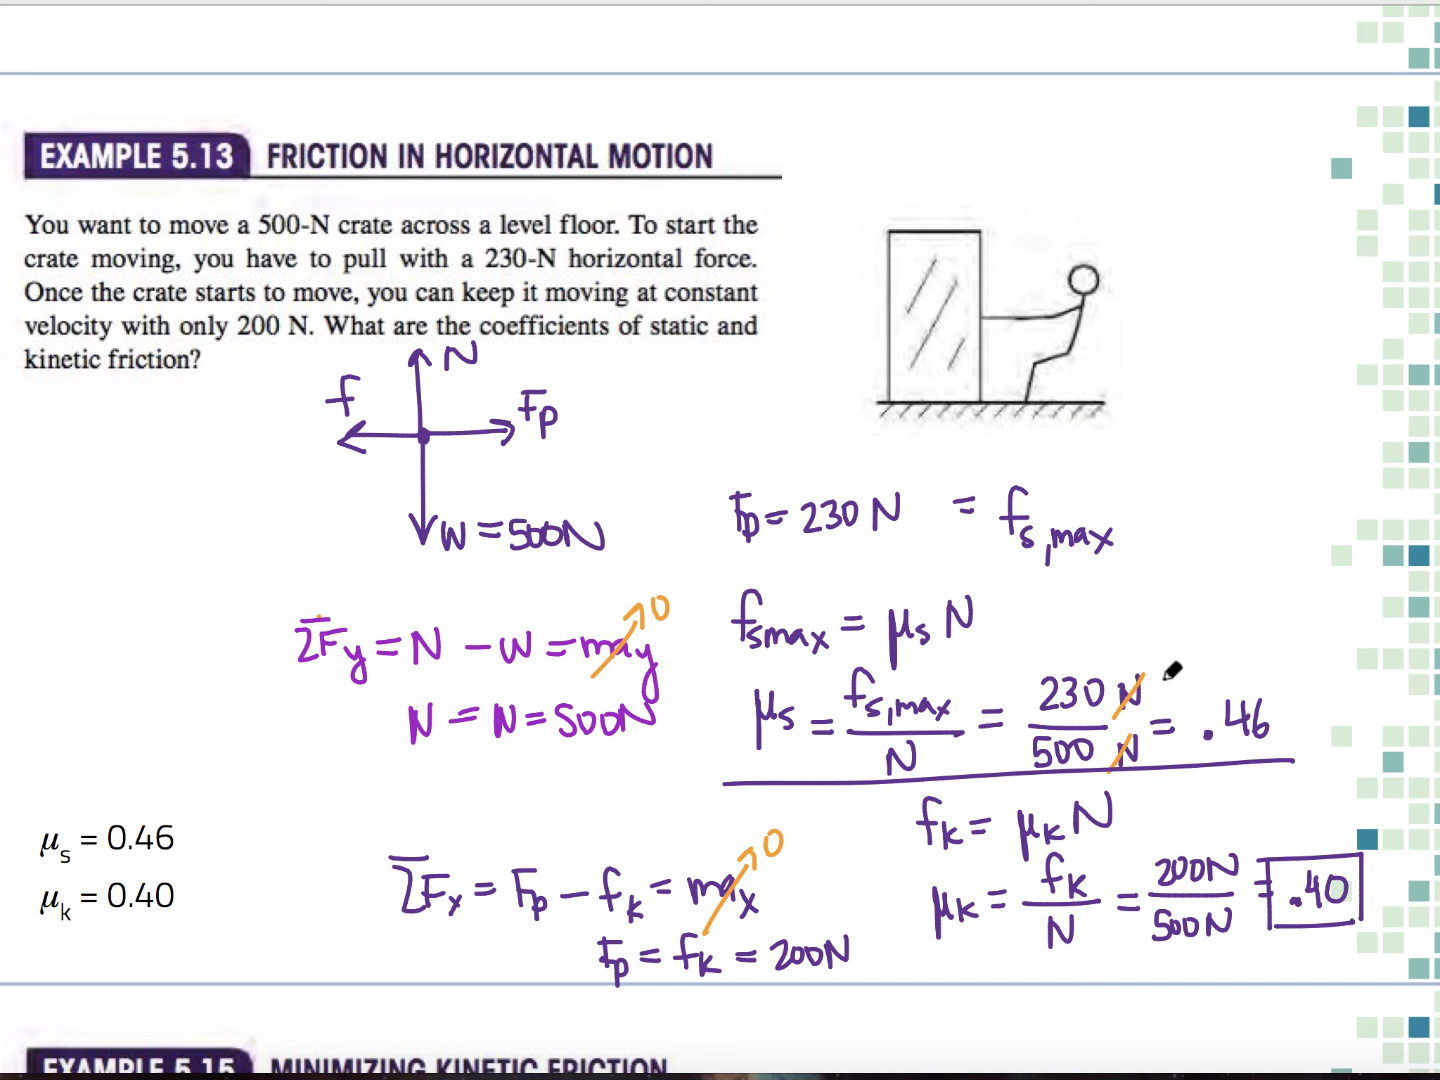 EXAMPLE 5.13 FRICTION IN HORIZONTAL MOTION
You want to move a 500-N crate across a level floor. To start the
crate moving, you have to pull with a 230-N horizontal force.
Once the crate starts to move, you can keep it moving at constant
velocity with only 200 N. What are the coefficients of static and
kinetic friction?
N
f
Fp
W = 500N
Fp = 230 N = fs,max
ΣFy = N - W = may 0
N = N = 500N
fsmax = μs N
μs = fs,max / N = 230 N / 500 N = .46
μs = 0.46
μk = 0.40
ΣFx = Fp - fk = max 0
Fp = fk = 200N
fk = μk N
μk = fk / N = 200N / 500N = .40
EXAMPLE 5.15 MINIMIZING KINETIC FRICTION